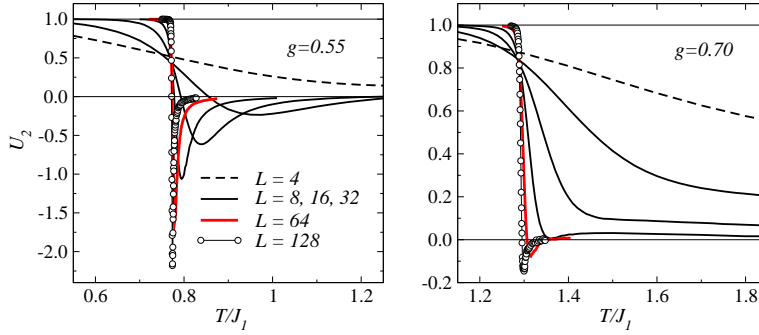 1.0
0.5
0.0
-0.5
-1.0
-1.5
-2.0
U2
g=0.55
L = 4
L = 8, 16, 32
L = 64
L = 128
0.6 0.8 1.0 1.2
T/J1
1.0
0.8
0.6
0.4
0.2
0.0
-0.2
g=0.70
1.2 1.4 1.6 1.8
T/J1